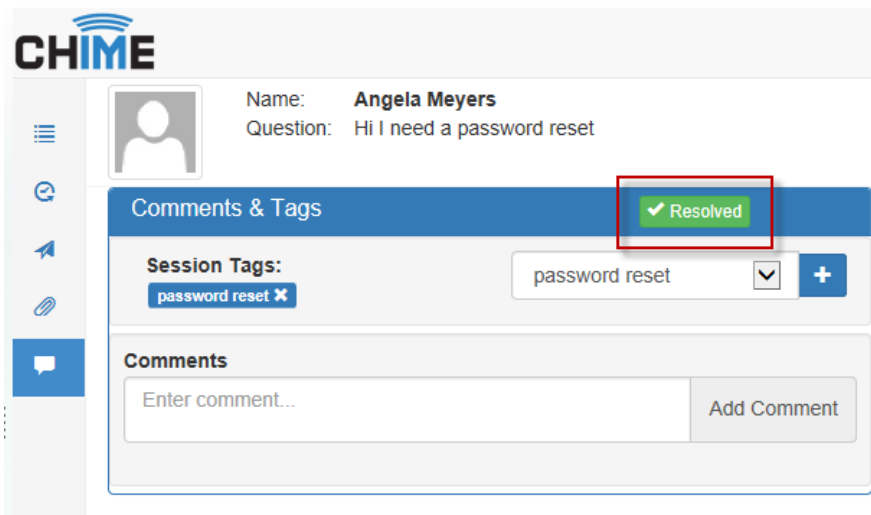 CHIME
Name: Angela Meyers
Question: Hi I need a password reset
Comments & Tags
Resolved
Session Tags:
password reset
password reset
Comments
Enter comment...
Add Comment